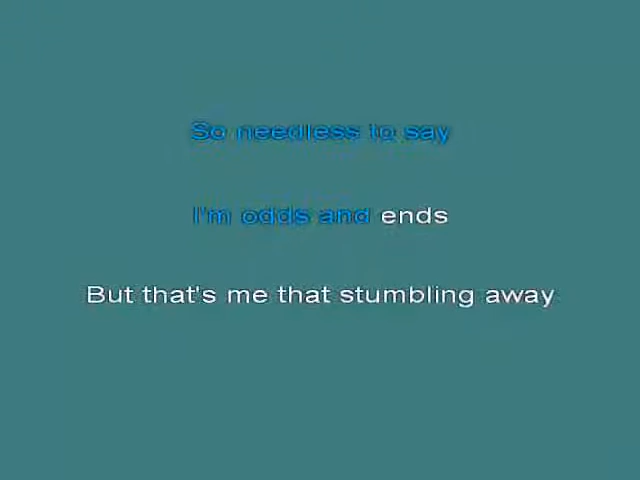 So needless to say
I'm odds and ends
But that's me that stumbling away